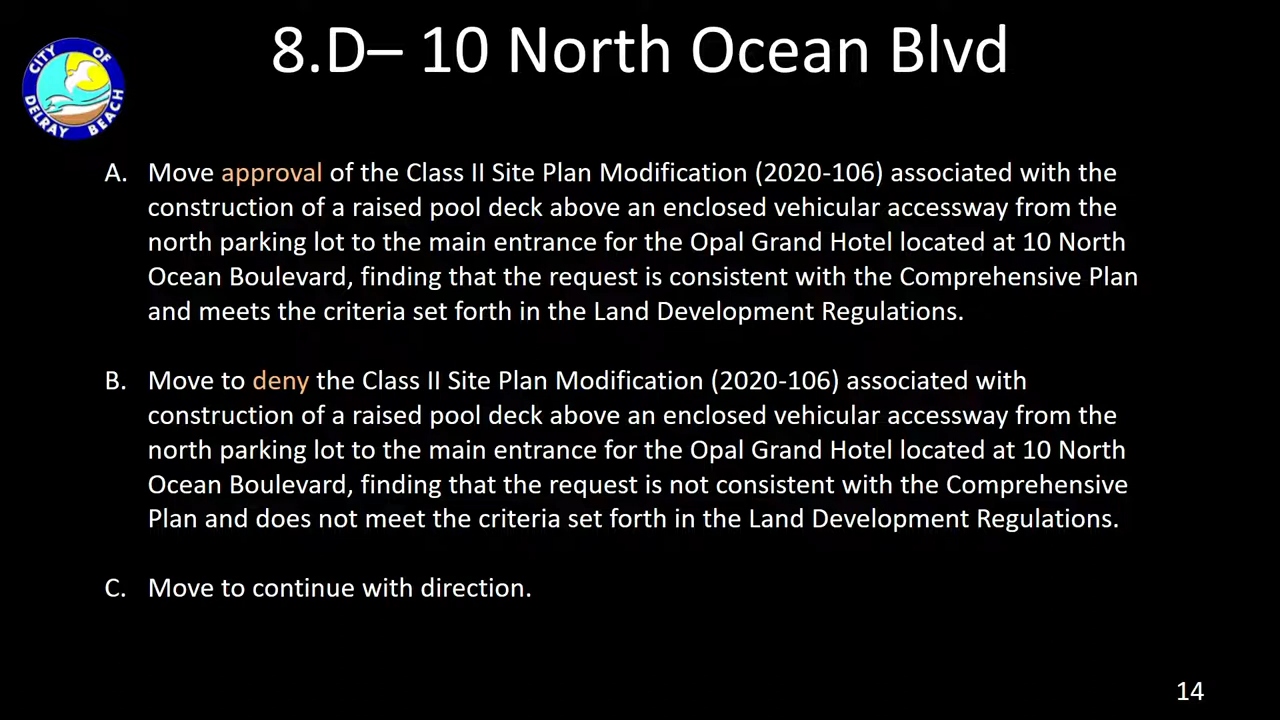 8.D– 10 North Ocean Blvd
CITY OF
DELRAY BEACH
A. Move approval of the Class II Site Plan Modification (2020-106) associated with the
construction of a raised pool deck above an enclosed vehicular accessway from the
north parking lot to the main entrance for the Opal Grand Hotel located at 10 North
Ocean Boulevard, finding that the request is consistent with the Comprehensive Plan
and meets the criteria set forth in the Land Development Regulations.
B. Move to deny the Class II Site Plan Modification (2020-106) associated with
construction of a raised pool deck above an enclosed vehicular accessway from the
north parking lot to the main entrance for the Opal Grand Hotel located at 10 North
Ocean Boulevard, finding that the request is not consistent with the Comprehensive
Plan and does not meet the criteria set forth in the Land Development Regulations.
C. Move to continue with direction.
14